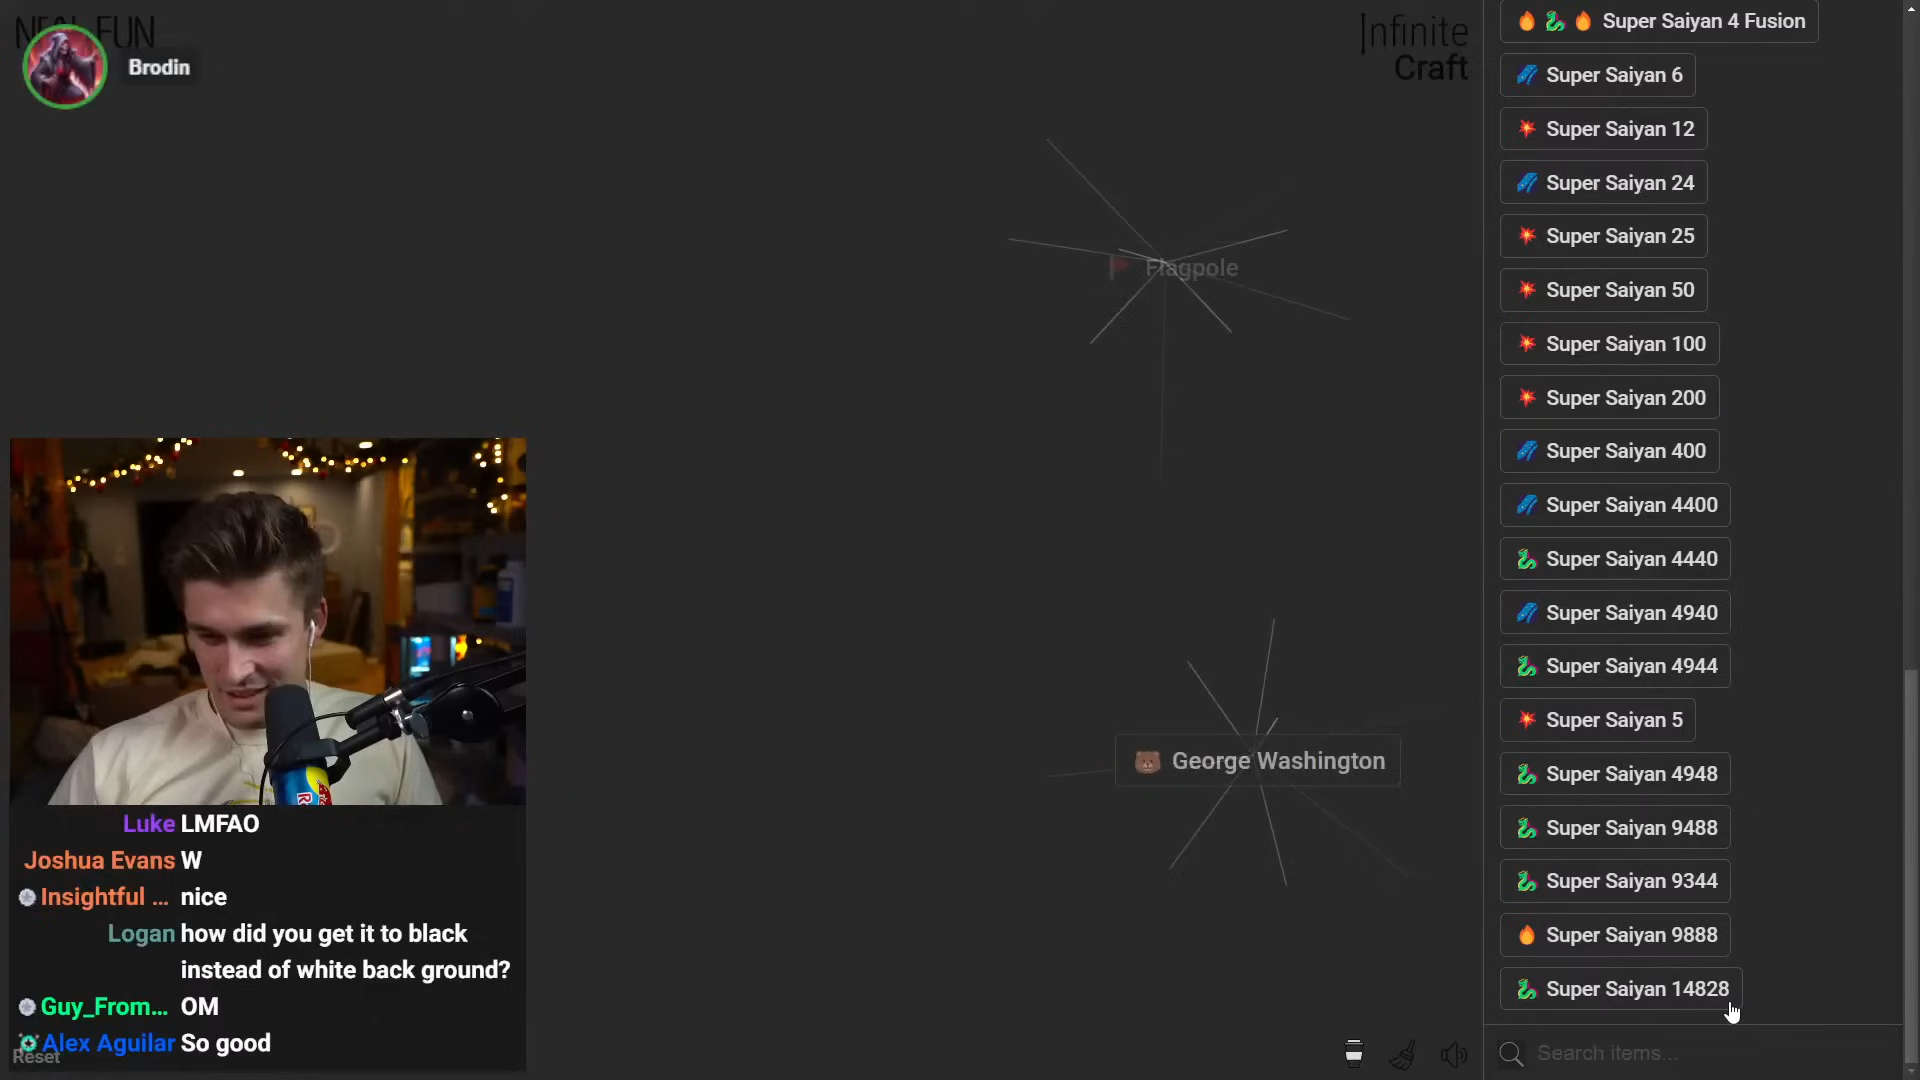 NEAL.FUN
Brodin
Infinite
Craft
Flagpole
George Washington
Super Saiyan 4 Fusion
Super Saiyan 6
Super Saiyan 12
Super Saiyan 24
Super Saiyan 25
Super Saiyan 50
Super Saiyan 100
Super Saiyan 200
Super Saiyan 400
Super Saiyan 4400
Super Saiyan 4440
Super Saiyan 4940
Super Saiyan 4944
Super Saiyan 5
Super Saiyan 4948
Super Saiyan 9488
Super Saiyan 9344
Super Saiyan 9888
Super Saiyan 14828
Search items...
Luke LMFAO
Joshua Evans W
Insightful ... nice
Logan how did you get it to black
instead of white back ground?
Guy_From... OM
Alex Aguilar So good
Reset